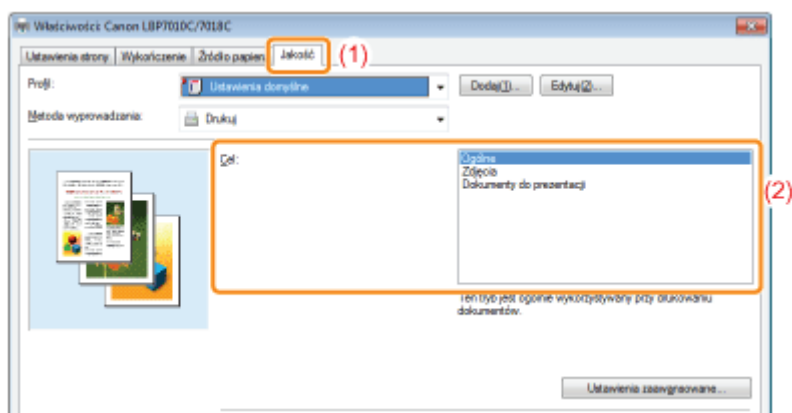 Właściwości: Canon LBP7010C/7018C
Ustawienia strony Wykończenie Źródło papieru Jakość (1)
Profil: Ustawienia domyślne Dodaj(1)... Edytuj(2)...
Metoda wyprowadzania: Drukuj
Cel: Ogólne
Zdjęcia
Dokumenty do prezentacji
(2)
Ten tryb jest ogólnie wykorzystywany przy drukowaniu
dokumentów.
Ustawienia zaawansowane...